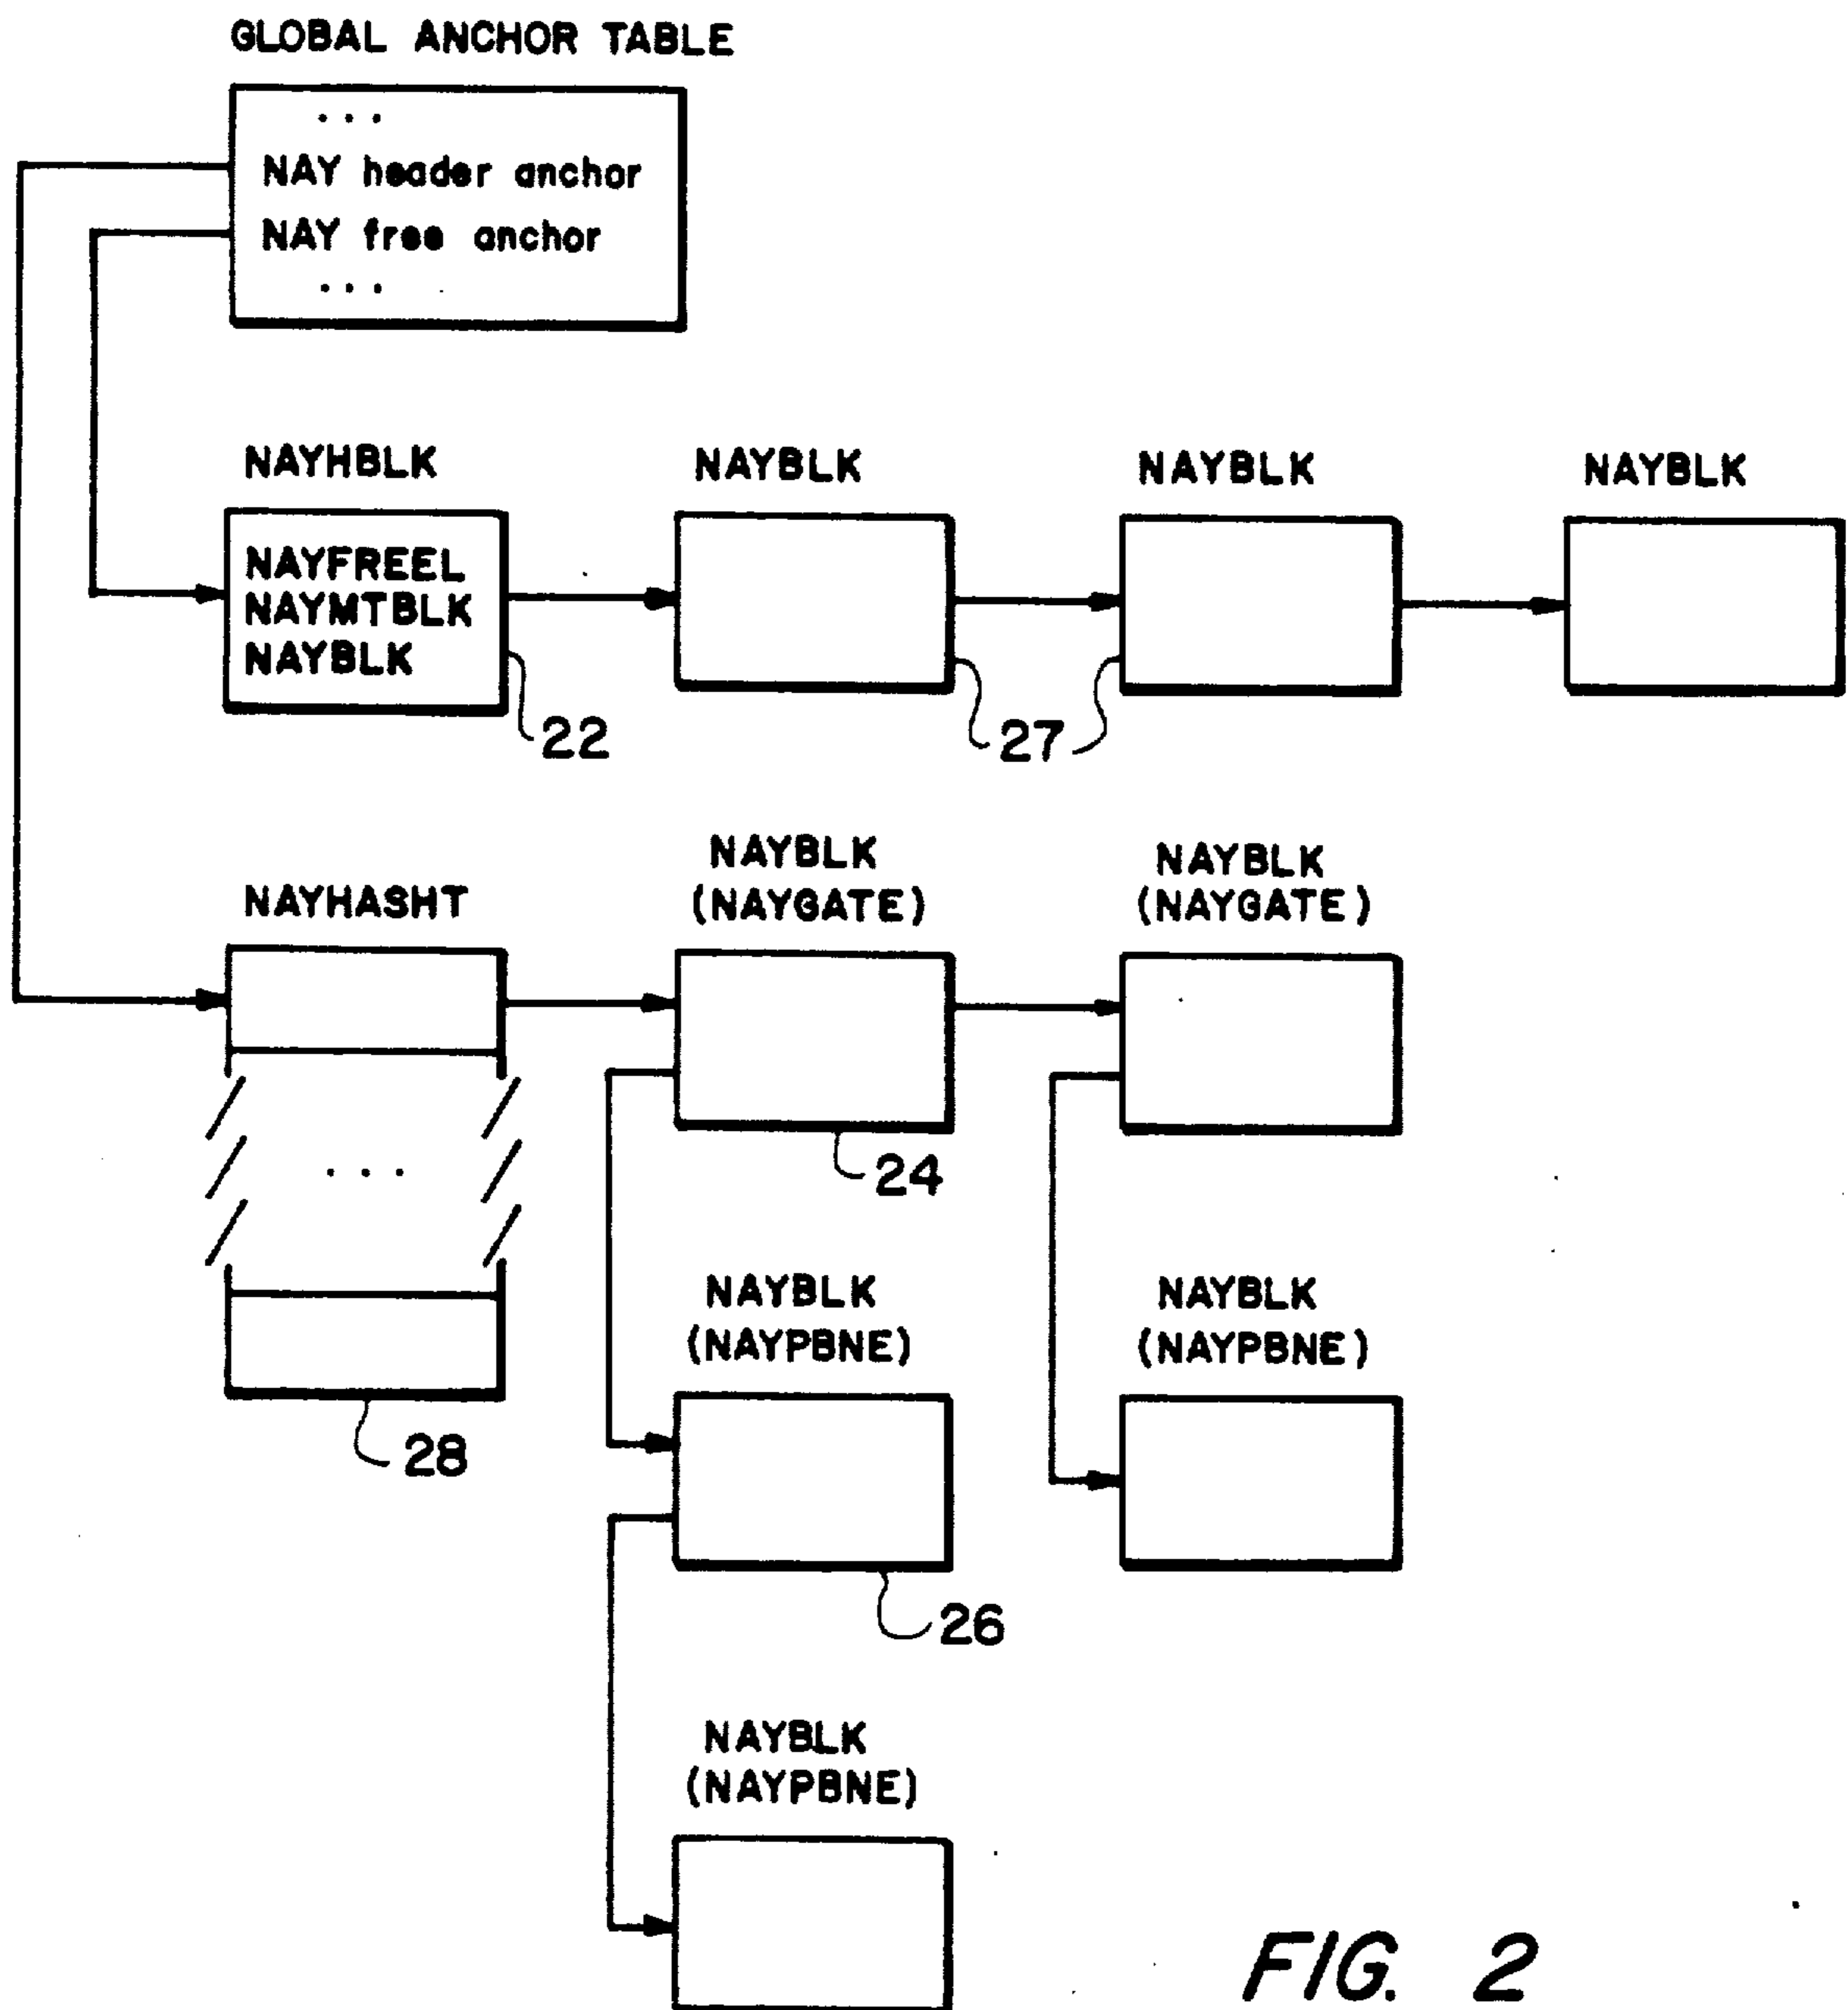 GLOBAL ANCHOR TABLE
...
NAY header anchor
NAY free anchor
...
NAYHBLK
NAYBLK
NAYBLK
NAYBLK
NAYFREEL
NAYMTBLK
NAYBLK
22
27
NAYHASHT
NAYBLK
(NAYGATE)
NAYBLK
(NAYGATE)
...
24
28
NAYBLK
(NAYPBNE)
NAYBLK
(NAYPBNE)
26
NAYBLK
(NAYPBNE)
FIG. 2